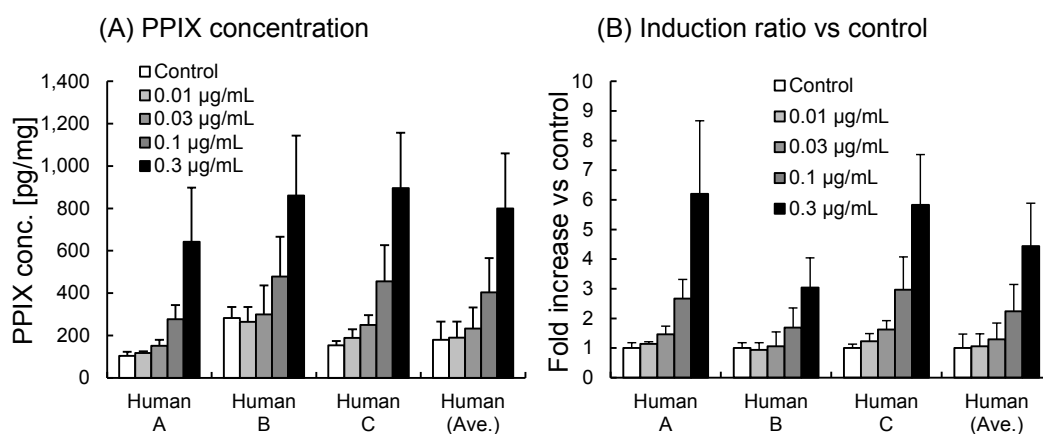 (A) PPIX concentration
PPIX conc. [pg/mg]
1,400
1,200
1,000
800
600
400
200
0
Control
0.01 µg/mL
0.03 µg/mL
0.1 µg/mL
0.3 µg/mL
Human A
Human B
Human C
Human (Ave.)
(B) Induction ratio vs control
Fold increase vs control
10
9
8
7
6
5
4
3
2
1
0
Control
0.01 µg/mL
0.03 µg/mL
0.1 µg/mL
0.3 µg/mL
Human A
Human B
Human C
Human (Ave.)